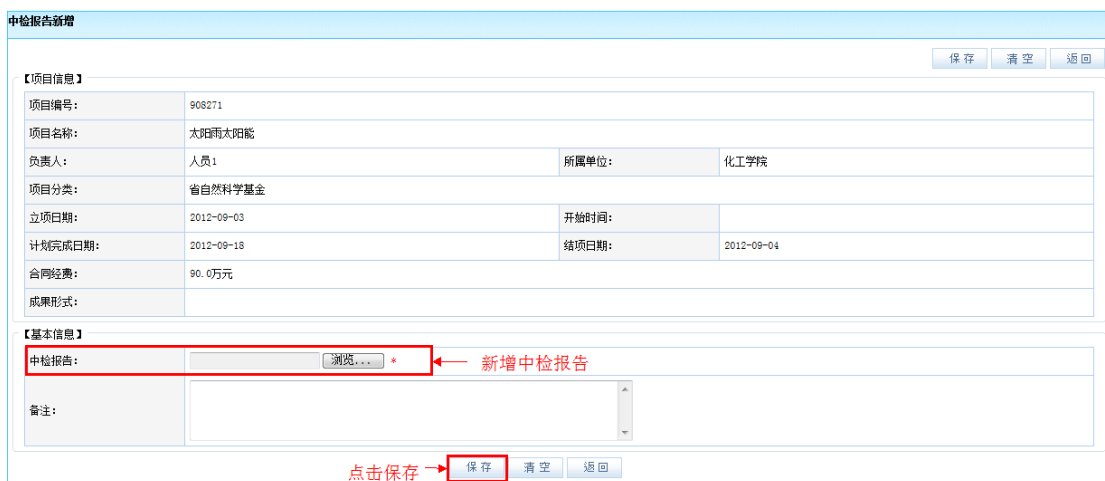 中检报告新增
保存 清空 返回
【项目信息】
项目编号： 908271
项目名称： 太阳雨太阳能
负责人： 人员1 所属单位： 化工学院
项目分类： 省自然科学基金
立项日期： 2012-09-03 开始时间：
计划完成日期： 2012-09-18 结项日期： 2012-09-04
合同经费： 90.0万元
成果形式：
【基本信息】
中检报告： 浏览... * 新增中检报告
备注：
点击保存 保存 清空 返回